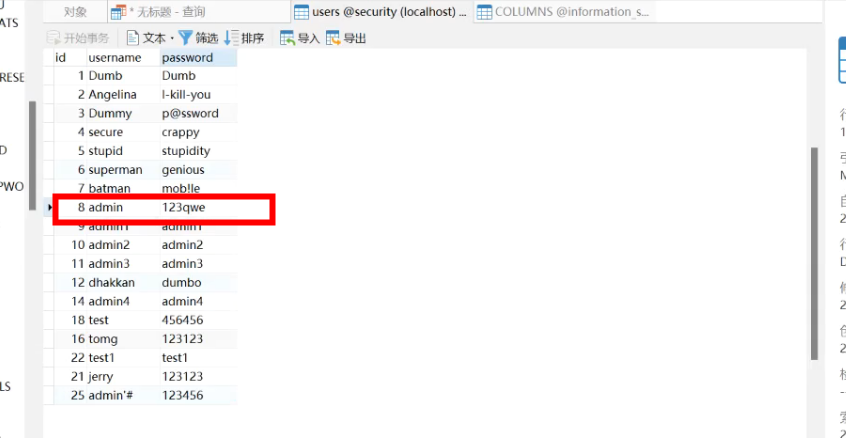 ATS
RESE
D
PWO
LS
对象
* 无标题 - 查询
users @security (localhost) ...
COLUMNS @information_s...
开始事务
文本
筛选
排序
导入
导出
id username password
1 Dumb Dumb
2 Angelina I-kill-you
3 Dummy p@ssword
4 secure crappy
5 stupid stupidity
6 superman genious
7 batman mob!le
8 admin 123qwe
9 admin1 admin1
10 admin2 admin2
11 admin3 admin3
12 dhakkan dumbo
14 admin4 admin4
18 test 456456
16 tomg 123123
22 test1 test1
21 jerry 123123
25 admin'# 123456